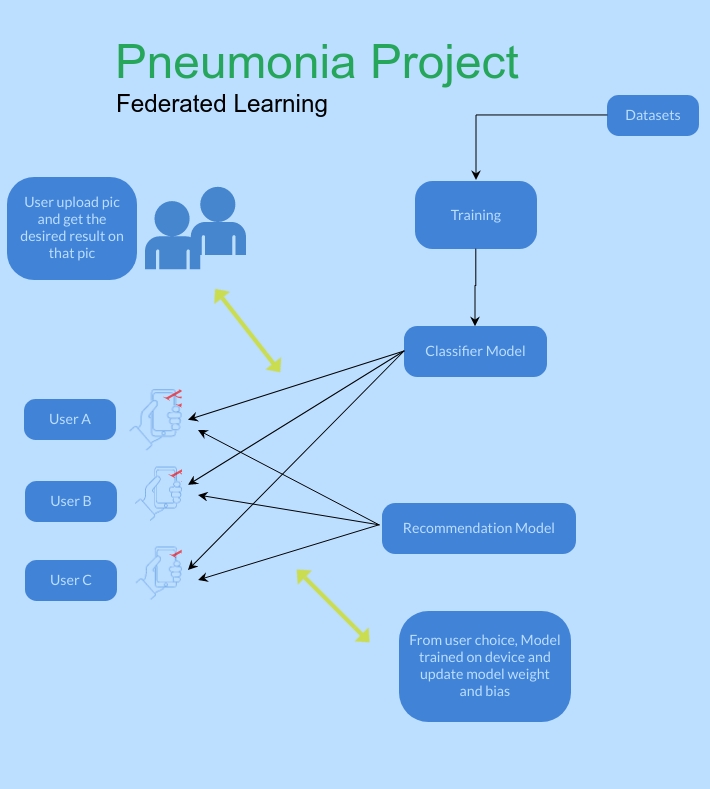 Pneumonia Project
Federated Learning
Datasets
User upload pic
and get the
desired result on
that pic
Training
Classifier Model
User A
User B
Recommendation Model
User C
From user choice, Model
trained on device and
update model weight
and bias